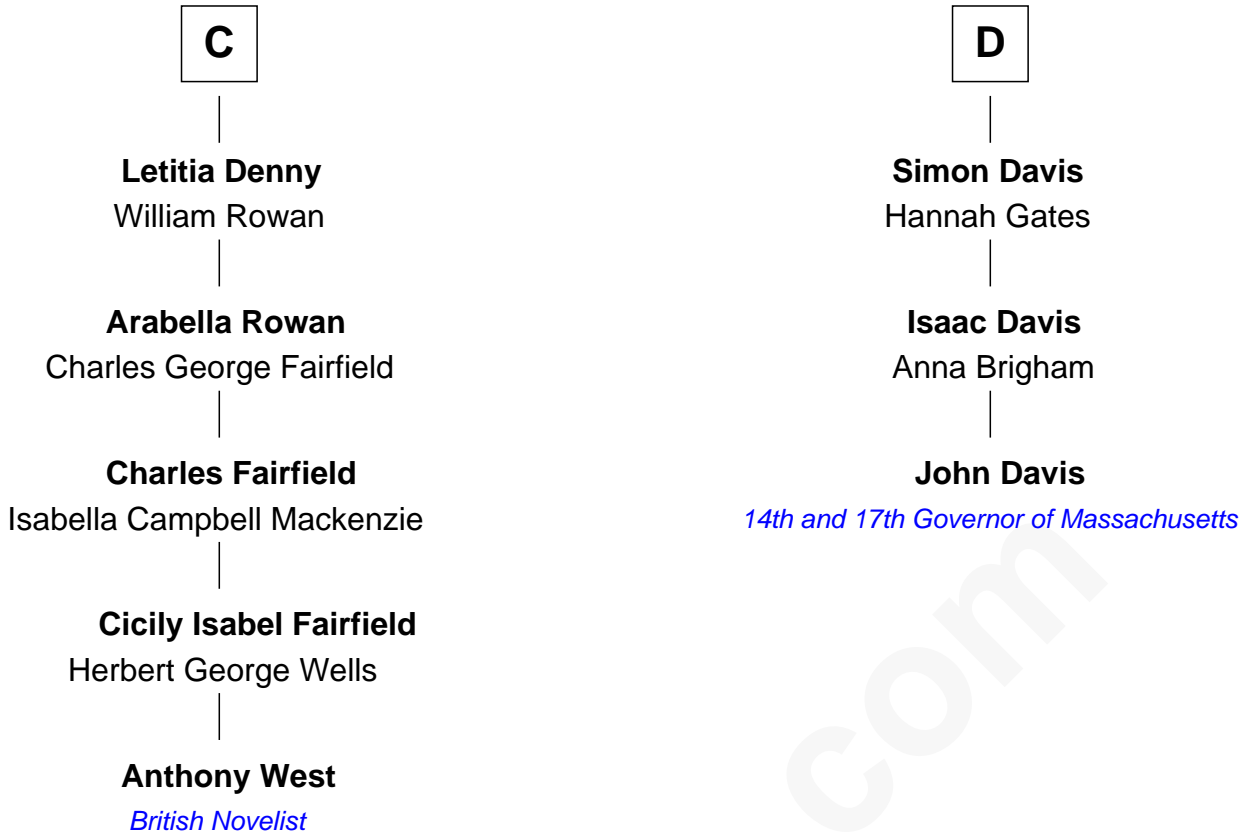 C
Letitia Denny
William Rowan
Arabella Rowan
Charles George Fairfield
Charles Fairfield
Isabella Campbell Mackenzie
Cicily Isabel Fairfield
Herbert George Wells
Anthony West
British Novelist
D
Simon Davis
Hannah Gates
Isaac Davis
Anna Brigham
John Davis
14th and 17th Governor of Massachusetts
com